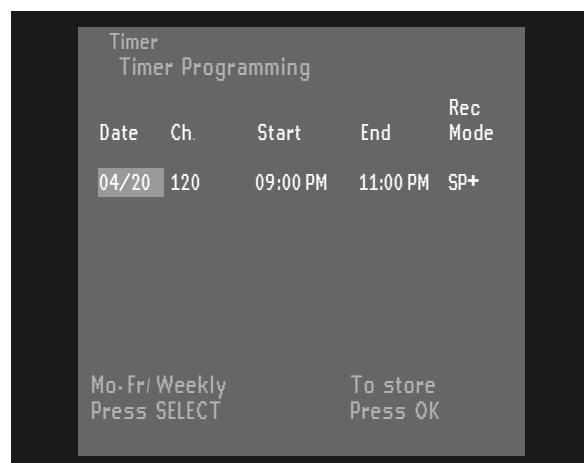 Timer
Timer Programming
Rec
Date Ch. Start End Mode
04/20 120 09:00 PM 11:00 PM SP+
Mo-Fr/Weekly To store
Press SELECT Press OK